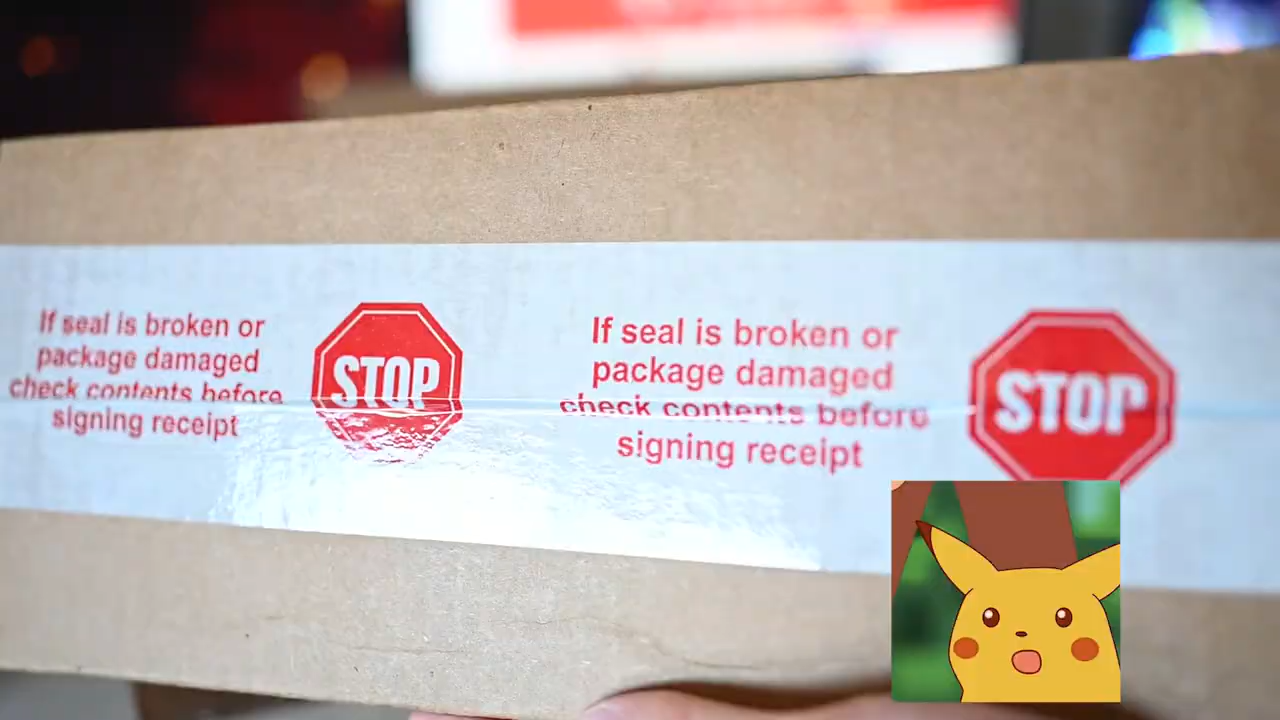 If seal is broken or
package damaged
check contents before
signing receipt
STOP
If seal is broken or
package damaged
check contents before
signing receipt
STOP